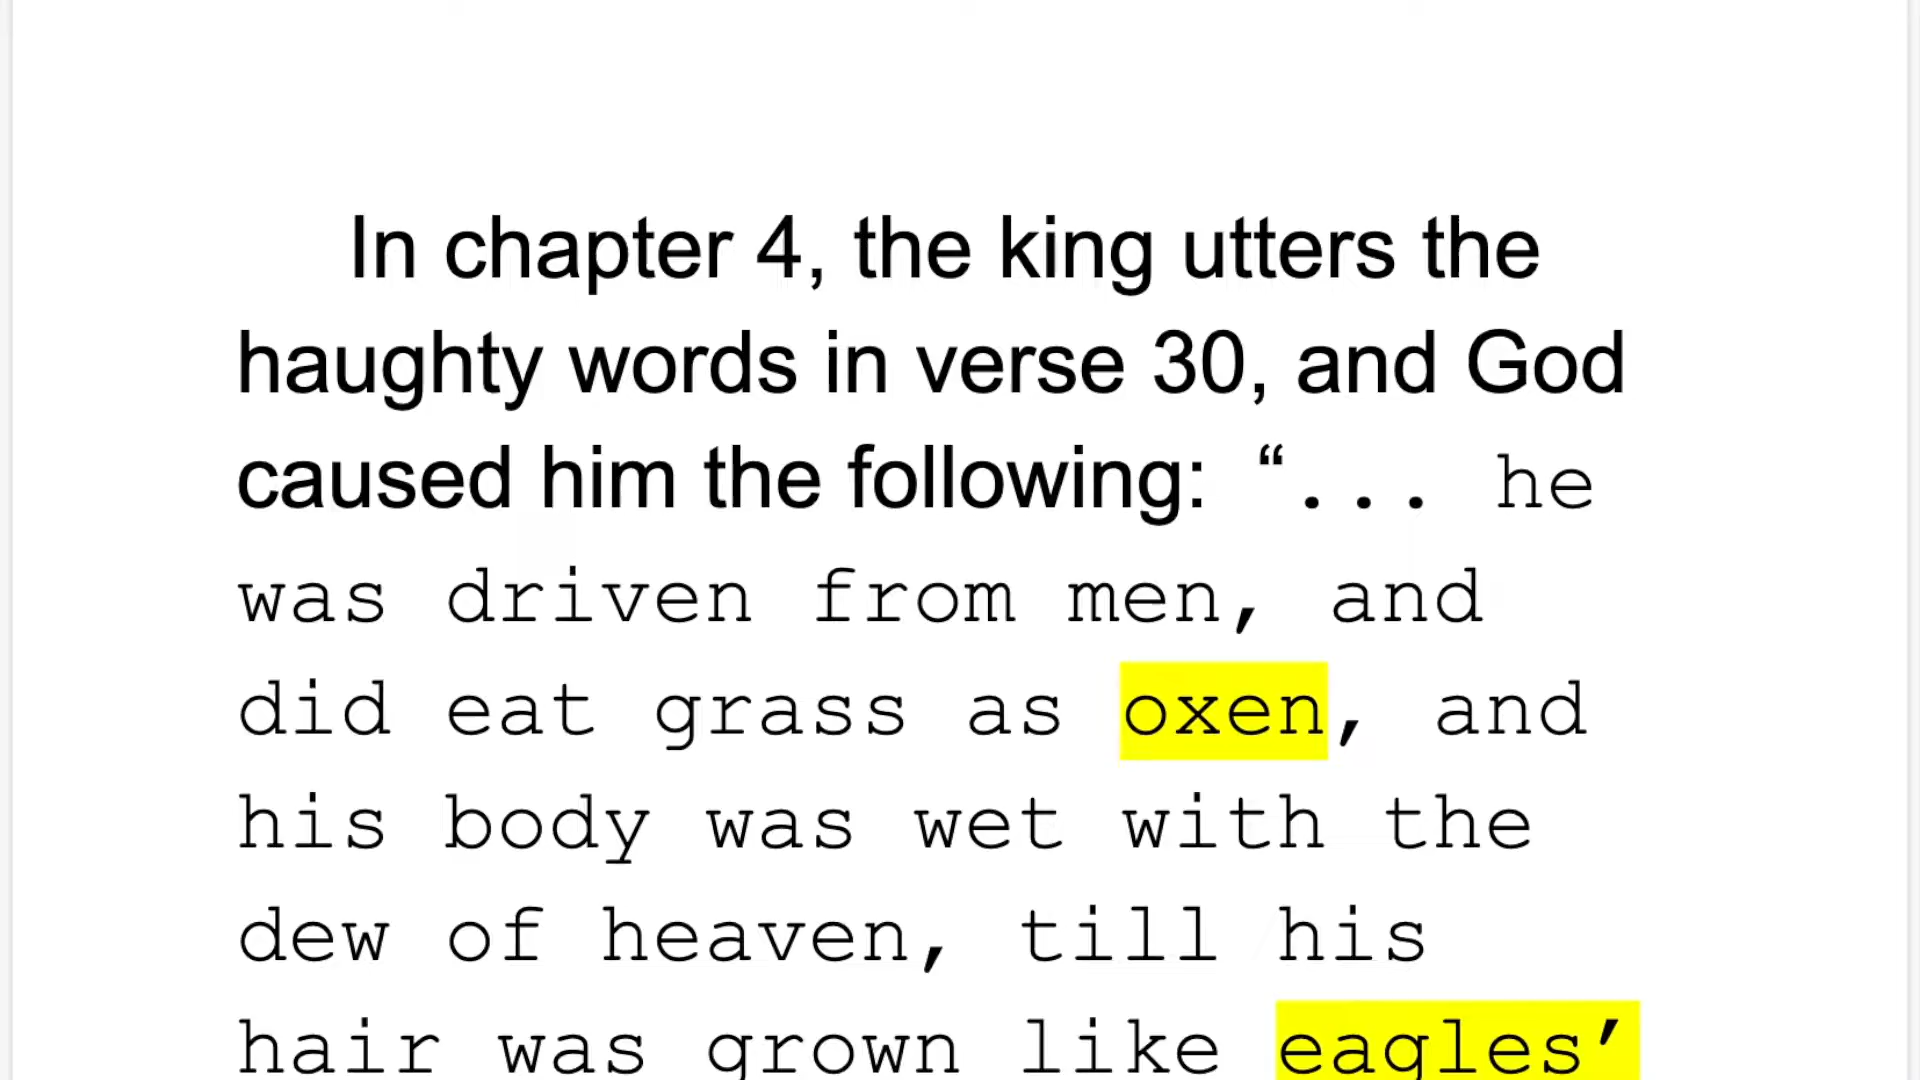 In chapter 4, the king utters the
haughty words in verse 30, and God
caused him the following: “... he
was driven from men, and
did eat grass as oxen, and
his body was wet with the
dew of heaven, till his
hair was grown like eagles’